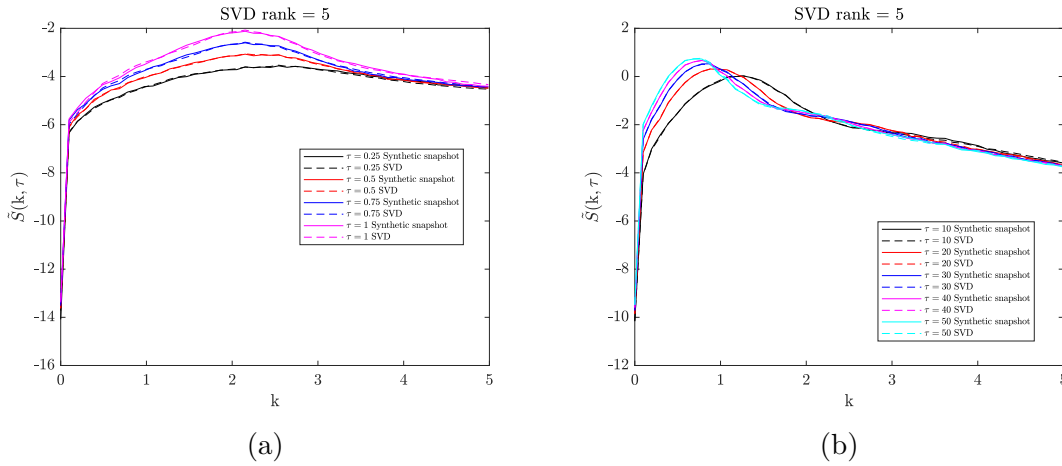 SVD rank = 5
-2
-4
-6
-8
-10
-12
-14
-16
S̃(k, τ)
τ = 0.25 Synthetic snapshot
τ = 0.25 SVD
τ = 0.5 Synthetic snapshot
τ = 0.5 SVD
τ = 0.75 Synthetic snapshot
τ = 0.75 SVD
τ = 1 Synthetic snapshot
τ = 1 SVD
0 1 2 3 4 5
k
(a)
SVD rank = 5
2
0
-2
-4
-6
-8
-10
-12
S̃(k, τ)
τ = 10 Synthetic snapshot
τ = 10 SVD
τ = 20 Synthetic snapshot
τ = 20 SVD
τ = 30 Synthetic snapshot
τ = 30 SVD
τ = 40 Synthetic snapshot
τ = 40 SVD
τ = 50 Synthetic snapshot
τ = 50 SVD
0 1 2 3 4 5
k
(b)